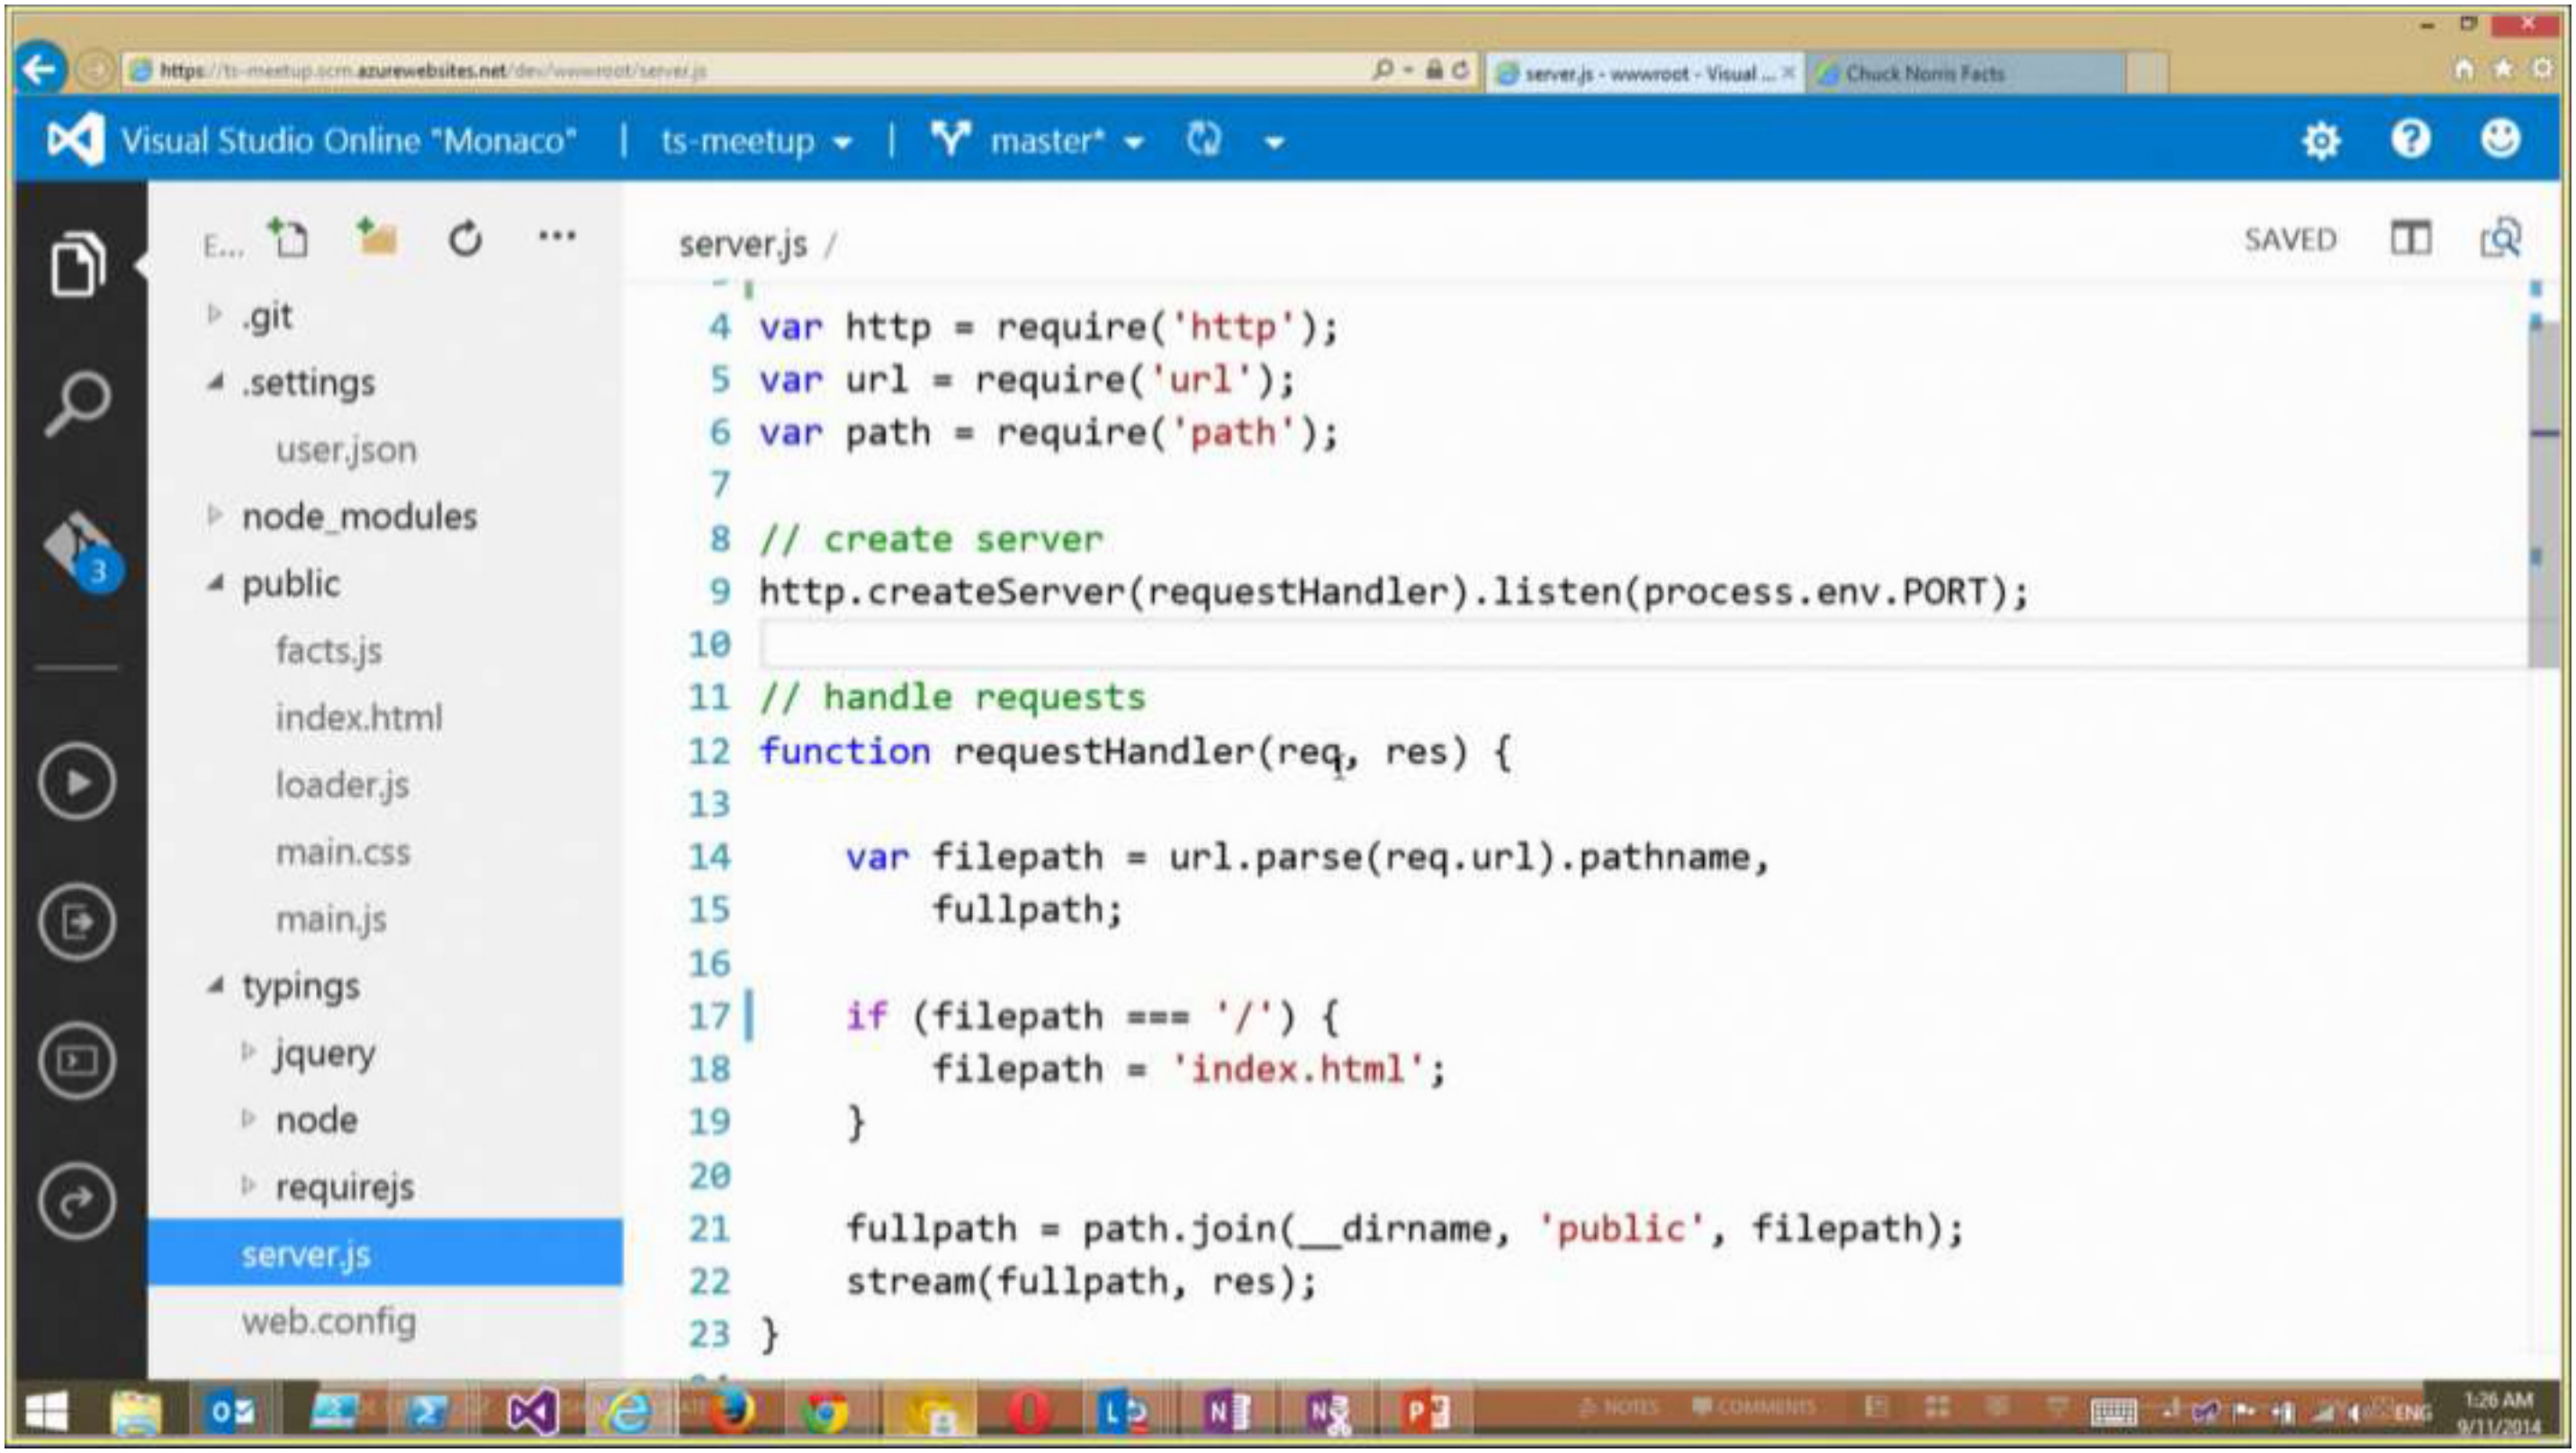 https://ts-meetup.scm.azurewebsites.net/dev/wwwroot/server.js
server.js - wwwroot - Visual ...
Chuck Norris Facts
Visual Studio Online "Monaco" | ts-meetup | master*
E... ...
server.js /
SAVED
.git
.settings
user.json
node_modules
3
public
facts.js
index.html
loader.js
main.css
main.js
typings
jquery
node
requirejs
server.js
web.config
4 var http = require('http');
5 var url = require('url');
6 var path = require('path');
7
8 // create server
9 http.createServer(requestHandler).listen(process.env.PORT);
10
11 // handle requests
12 function requestHandler(req, res) {
13
14 var filepath = url.parse(req.url).pathname,
15 fullpath;
16
17 if (filepath === '/') {
18 filepath = 'index.html';
19 }
20
21 fullpath = path.join(__dirname, 'public', filepath);
22 stream(fullpath, res);
23 }
NOTES
COMMENTS
ENG
1:26 AM
9/11/2014